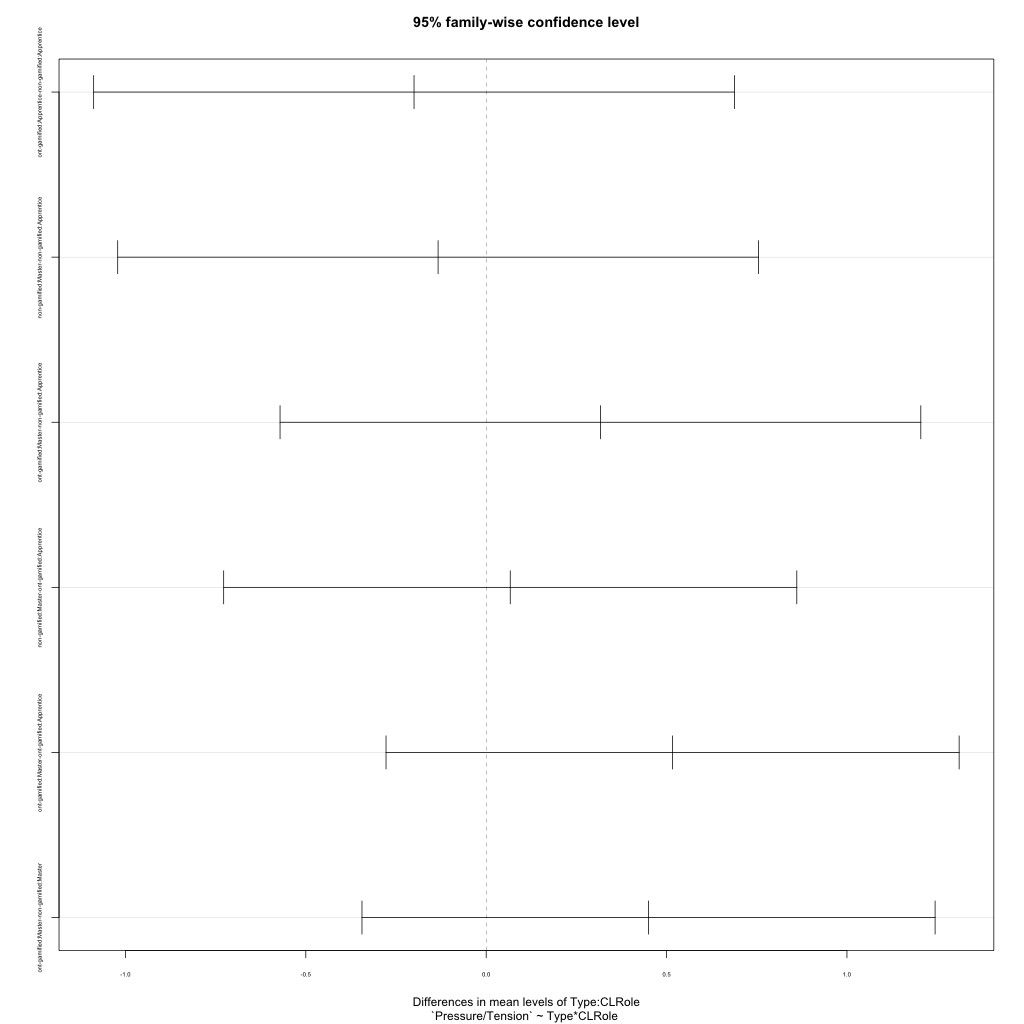 95% family-wise confidence level
ont-gamified:Apprentice-non-gamified:Apprentice
non-gamified:Master-non-gamified:Apprentice
ont-gamified:Master-non-gamified:Apprentice
non-gamified:Master-ont-gamified:Apprentice
ont-gamified:Master-ont-gamified:Apprentice
ont-gamified:Master-non-gamified:Master
-1.0 -0.5 0.0 0.5 1.0
Differences in mean levels of Type:CLRole
`Pressure/Tension` ~ Type*CLRole